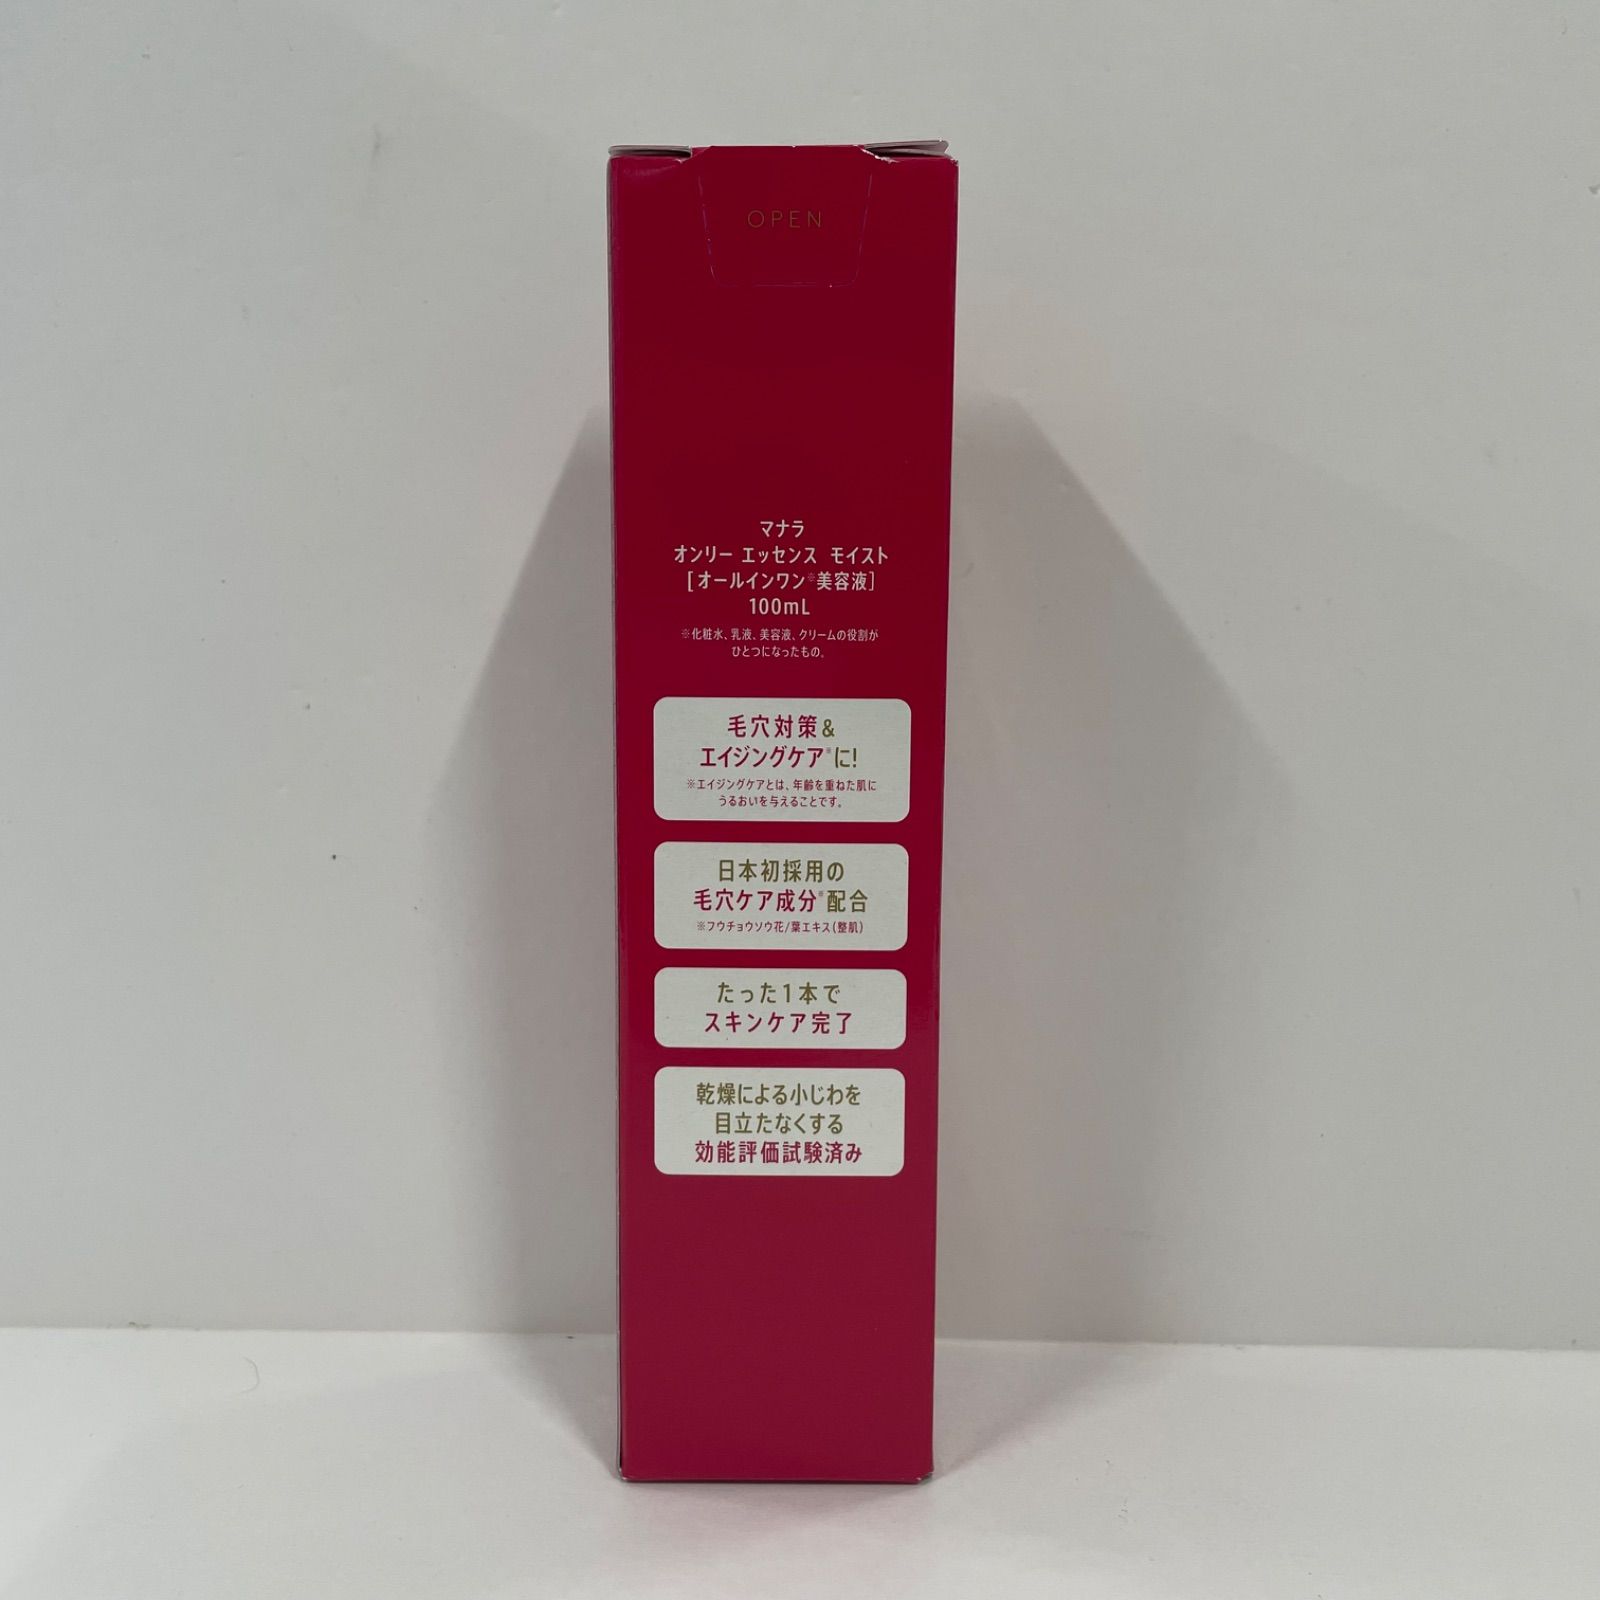 OPEN
マナラ
オンリー エッセンス モイスト
[オールインワン※美容液]
100mL
※化粧水、乳液、美容液、クリームの役割が
ひとつになったもの。
毛穴対策&
エイジングケア※に!
※エイジングケアとは、年齢を重ねた肌に
うるおいを与えることです。
日本初採用の
毛穴ケア成分※配合
※フウチョウソウ花/葉エキス(整肌)
たった1本で
スキンケア完了
乾燥による小じわを
目立たなくする
効能評価試験済み